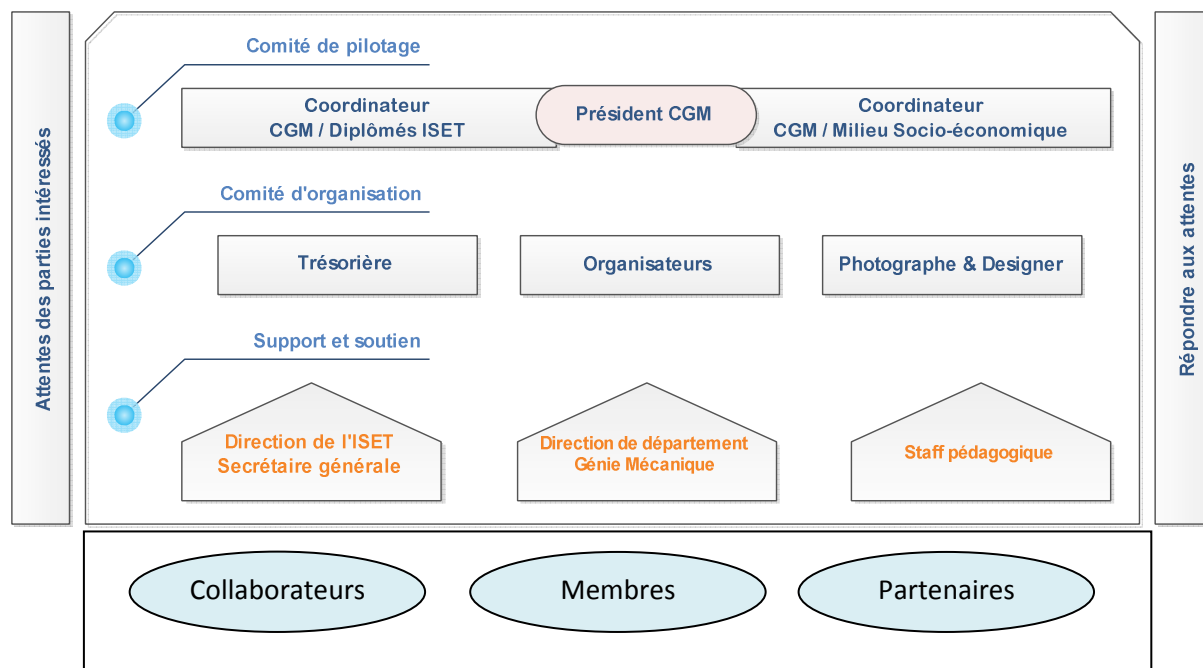 Attentes des parties intéressés
Comité de pilotage
Coordinateur
CGM / Diplômés ISET
Président CGM
Coordinateur
CGM / Milieu Socio-économique
Comité d'organisation
Trésorière
Organisateurs
Photographe & Designer
Support et soutien
Direction de l'ISET
Secrétaire générale
Direction de département
Génie Mécanique
Staff pédagogique
Répondre aux attentes
Collaborateurs
Membres
Partenaires